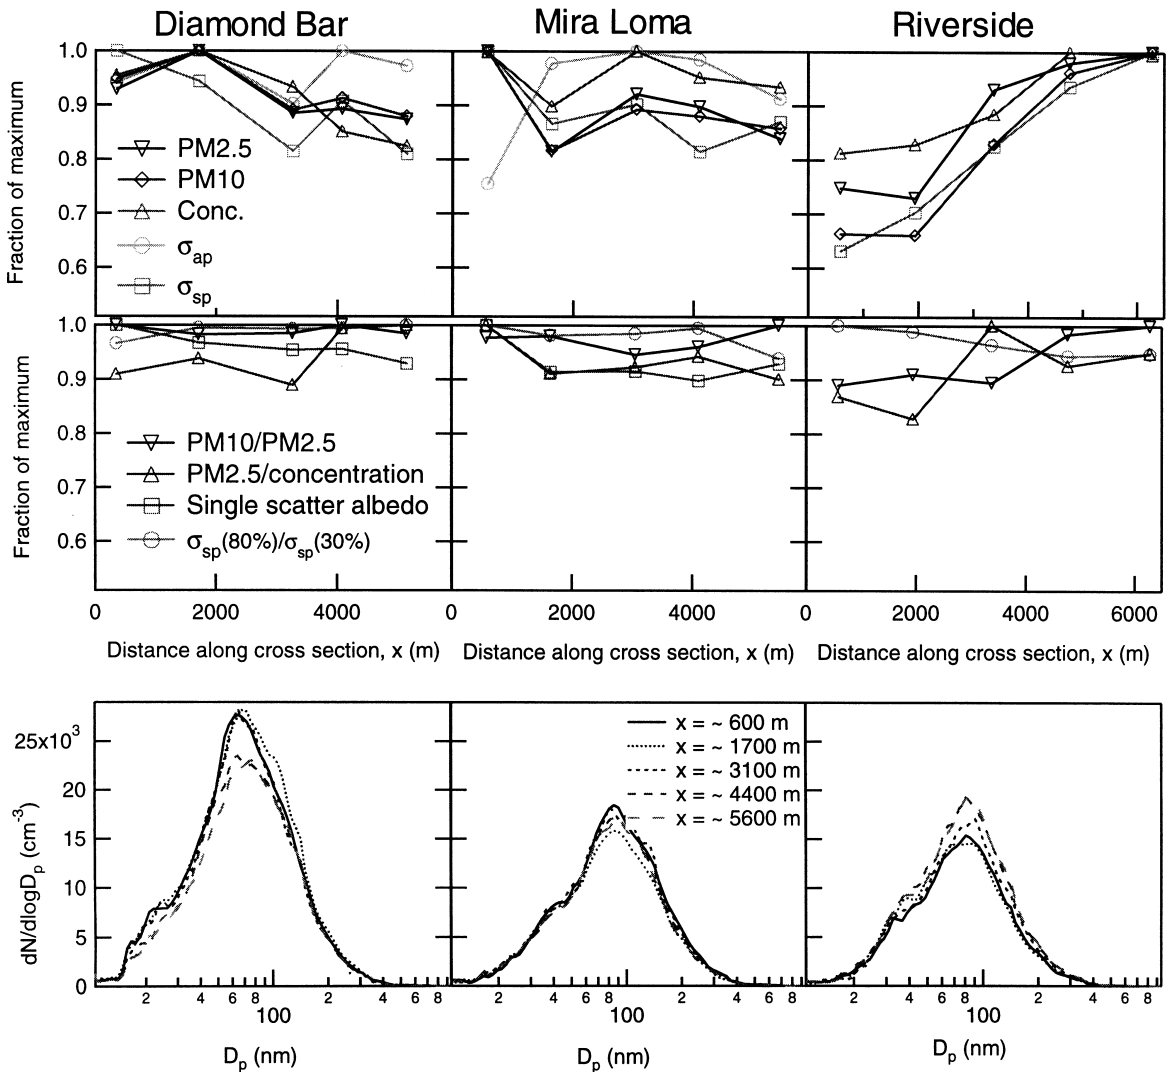 Diamond Bar Mira Loma Riverside
Fraction of maximum
1.0
0.9
0.8
0.7
0.6
PM2.5
PM10
Conc.
σap
σsp
Fraction of maximum
1.0
0.9
0.8
0.7
0.6
PM10/PM2.5
PM2.5/concentration
Single scatter albedo
σsp(80%)/σsp(30%)
0 2000 4000 0 2000 4000 0 2000 4000 6000
Distance along cross section, x (m) Distance along cross section, x (m) Distance along cross section, x (m)
dN/dlogDp (cm-3)
25x103
20
15
10
5
0
x = ~ 600 m
x = ~ 1700 m
x = ~ 3100 m
x = ~ 4400 m
x = ~ 5600 m
2 4 6 8 2 4 6 8 2 4 6 8 2 4 6 8 2 4 6 8 2 4 6 8
100 100 100
Dp (nm) Dp (nm) Dp (nm)